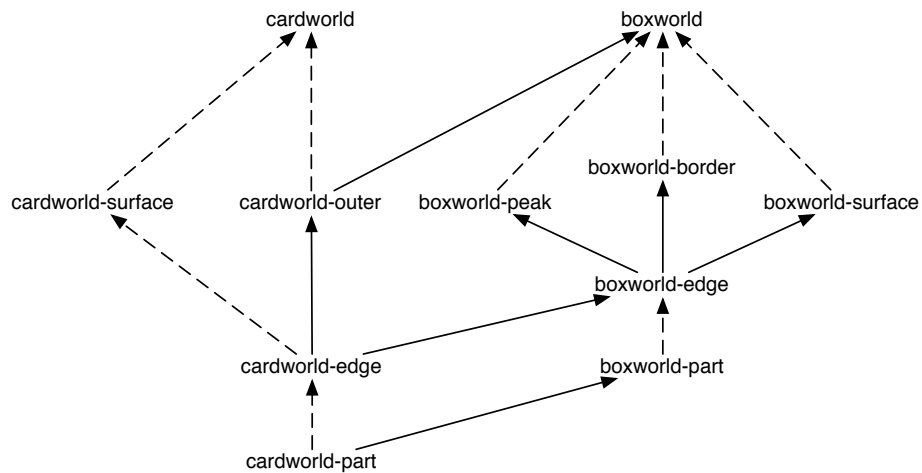 cardworld
boxworld
boxworld-border
cardworld-surface
cardworld-outer
boxworld-peak
boxworld-surface
boxworld-edge
cardworld-edge
boxworld-part
cardworld-part